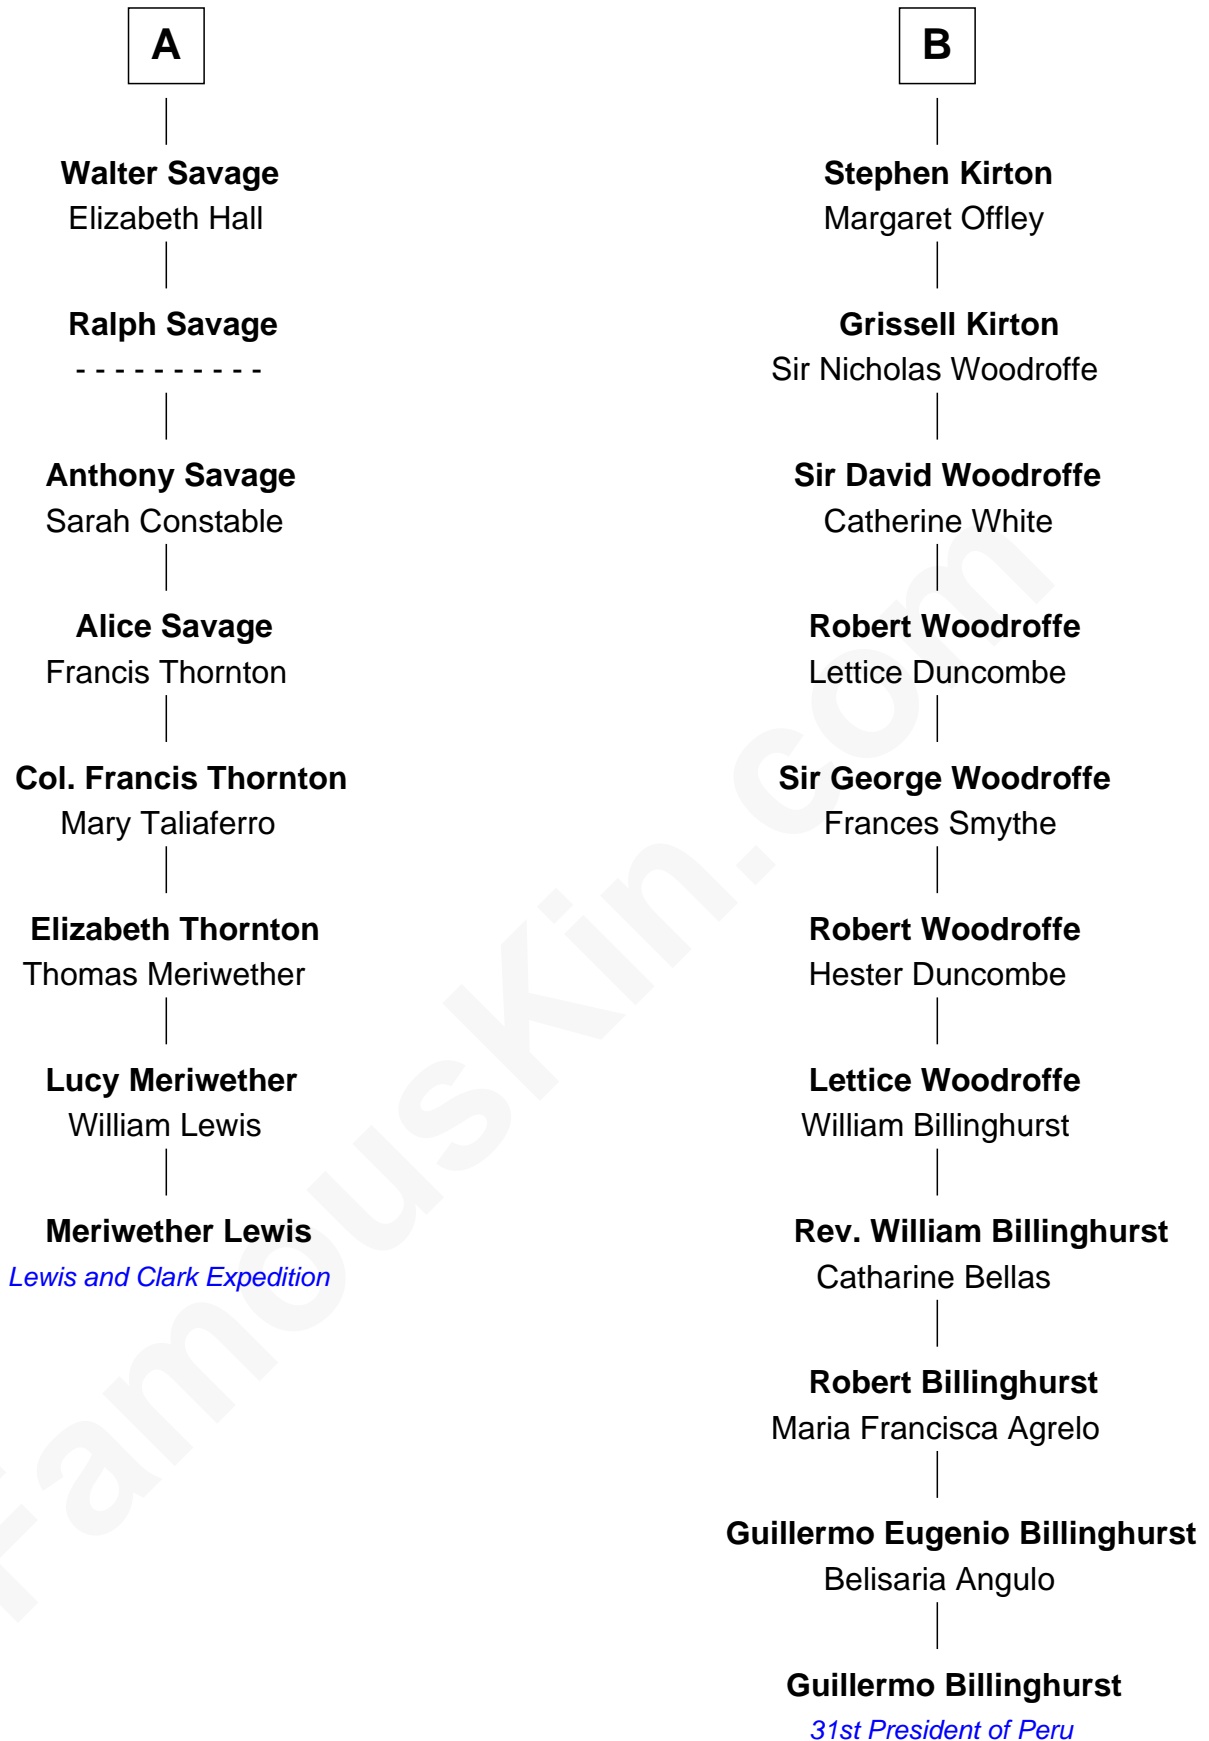 A
Walter Savage
Elizabeth Hall
Ralph Savage
- - - - - - - - - -
Anthony Savage
Sarah Constable
Alice Savage
Francis Thornton
Col. Francis Thornton
Mary Taliaferro
Elizabeth Thornton
Thomas Meriwether
Lucy Meriwether
William Lewis
Meriwether Lewis
Lewis and Clark Expedition
B
Stephen Kirton
Margaret Offley
Grissell Kirton
Sir Nicholas Woodroffe
Sir David Woodroffe
Catherine White
Robert Woodroffe
Lettice Duncombe
Sir George Woodroffe
Frances Smythe
Robert Woodroffe
Hester Duncombe
Lettice Woodroffe
William Billinghurst
Rev. William Billinghurst
Catharine Bellas
Robert Billinghurst
Maria Francisca Agrelo
Guillermo Eugenio Billinghurst
Belisaria Angulo
Guillermo Billinghurst
31st President of Peru
FamousKin.com